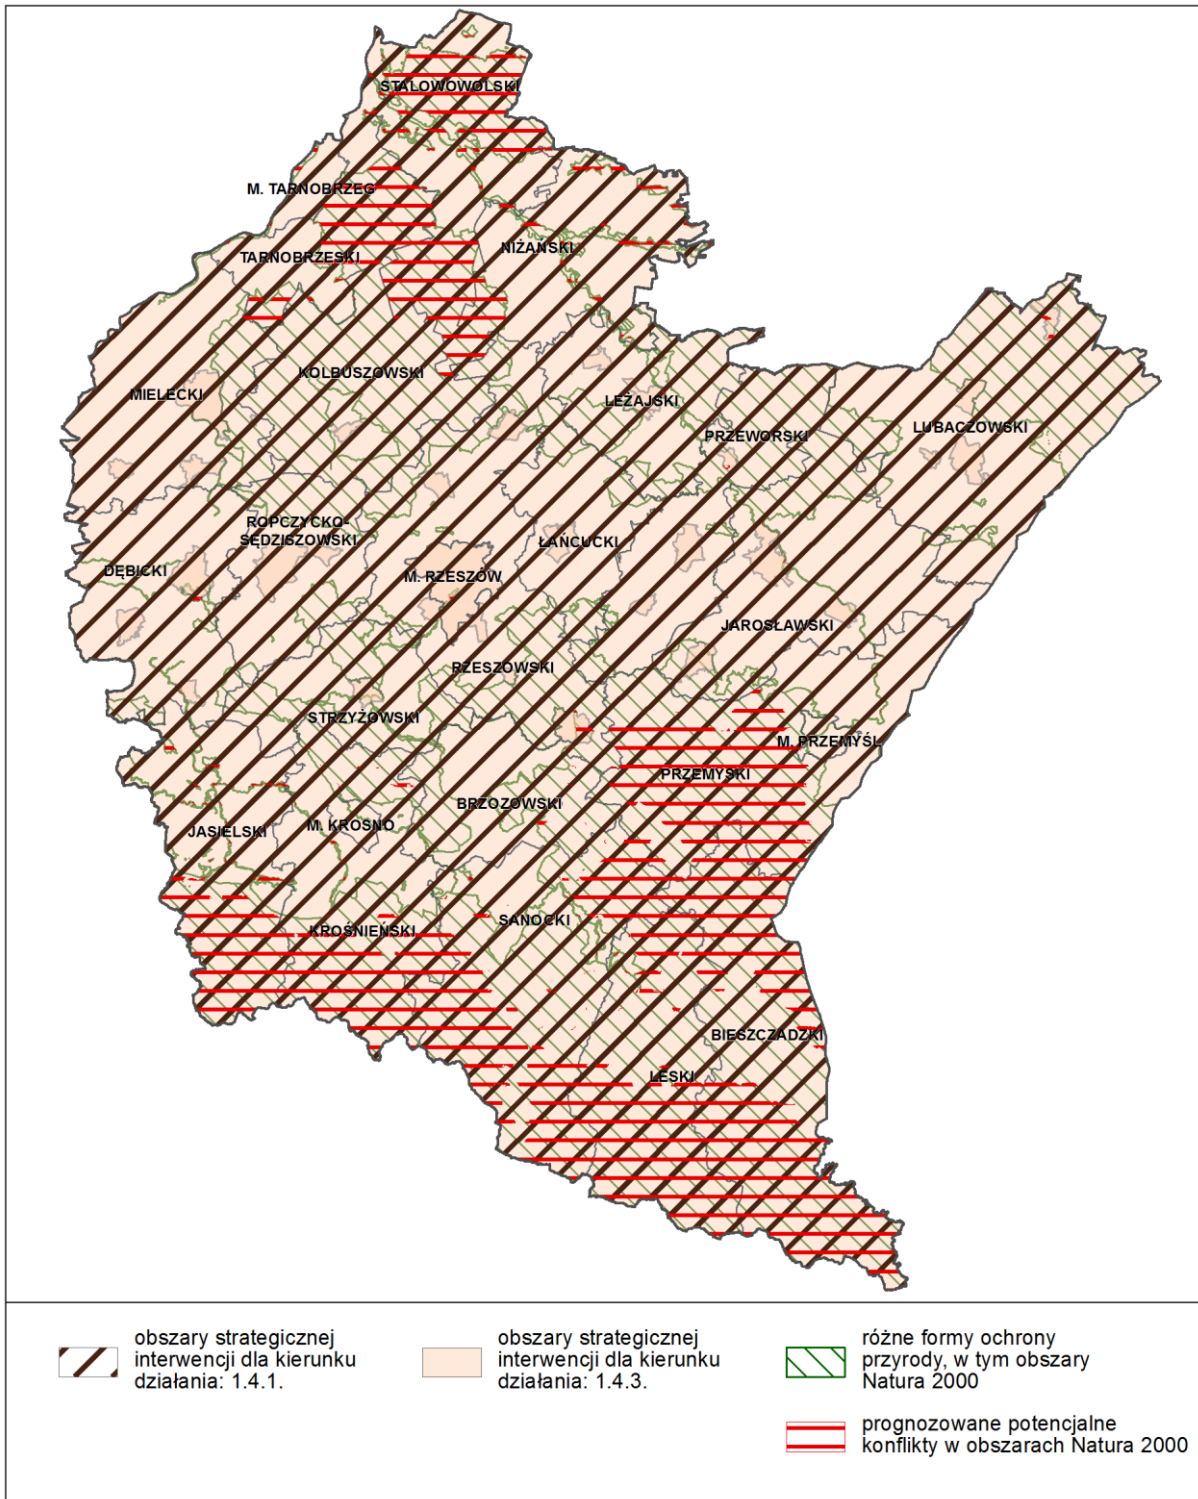 STALOWOWOLSKI
M. TARNOBRZEG
NIŻAŃSKI
TARNOBRZESKI
KOLBUSZOWSKI
MIELECKI
LEŻAJSKI
LUBACZOWSKI
PRZEWORSKI
ROPCZYCKO-
SĘDZISZOWSKI
ŁAŃCUCKI
DĘBICKI
M. RZESZÓW
JAROSŁAWSKI
RZESZOWSKI
STRZYŻOWSKI
M. PRZEMYŚL
PRZEMYSKI
BRZOZOWSKI
M. KROSNO
JASIELSKI
SANOCKI
KROŚNIEŃSKI
BIESZCZADZKI
LESKI
obszary strategicznej
interwencji dla kierunku
działania: 1.4.1.
obszary strategicznej
interwencji dla kierunku
działania: 1.4.3.
różne formy ochrony
przyrody, w tym obszary
Natura 2000
prognozowane potencjalne
konflikty w obszarach Natura 2000